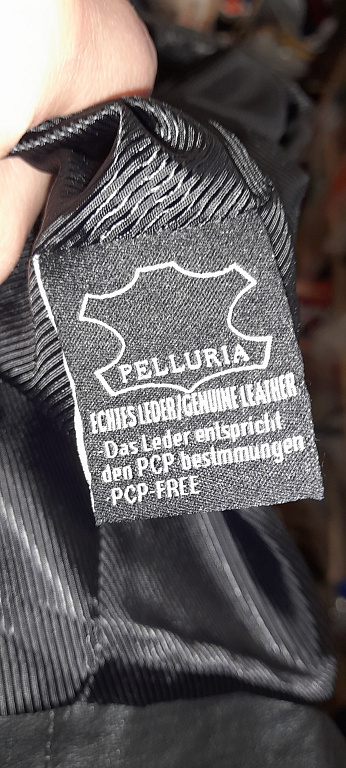 PELLURIA
ECHTES LEDER/GENUINE LEATHER
Das Leder entspricht
den PCP bestimmungen
-PCP-FREE